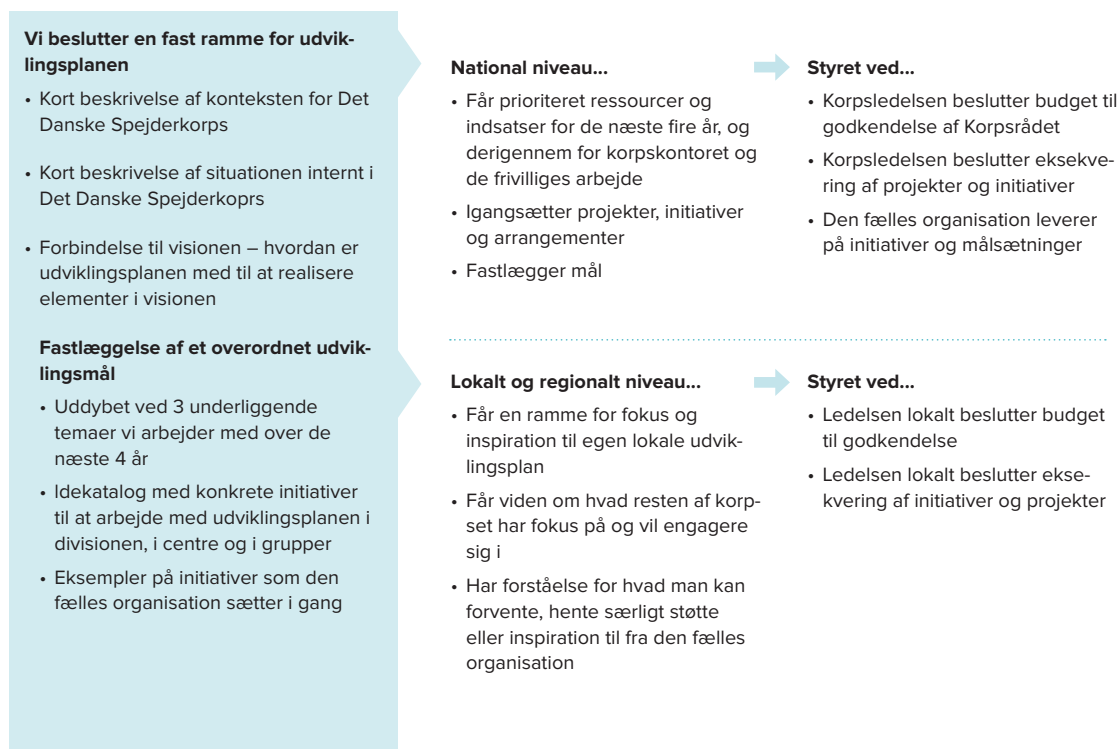 Vi beslutter en fast ramme for udvik-
lingsplanen
• Kort beskrivelse af konteksten for Det
Danske Spejderkorps
• Kort beskrivelse af situationen internt i
Det Danske Spejderkoprs
• Forbindelse til visionen – hvordan er
udviklingsplanen med til at realisere
elementer i visionen
Fastlæggelse af et overordnet udvik-
lingsmål
• Uddybet ved 3 underliggende
temaer vi arbejder med over de
næste 4 år
• Idekatalog med konkrete initiativer
til at arbejde med udviklingsplanen i
divisionen, i centre og i grupper
• Eksempler på initiativer som den
fælles organisation sætter i gang
National niveau...
• Får prioriteret ressourcer og
indsatser for de næste fire år, og
derigennem for korpskontoret og
de frivilliges arbejde
• Igangsætter projekter, initiativer
og arrangementer
• Fastlægger mål
Styret ved...
• Korpsledelsen beslutter budget til
godkendelse af Korpsrådet
• Korpsledelsen beslutter eksekve-
ring af projekter og initiativer
• Den fælles organisation leverer
på initiativer og målsætninger
Lokalt og regionalt niveau...
• Får en ramme for fokus og
inspiration til egen lokale udvik-
lingsplan
• Får viden om hvad resten af korp-
set har fokus på og vil engagere
sig i
• Har forståelse for hvad man kan
forvente, hente særligt støtte
eller inspiration til fra den fælles
organisation
Styret ved...
• Ledelsen lokalt beslutter budget
til godkendelse
• Ledelsen lokalt beslutter ekse-
kvering af initiativer og projekter